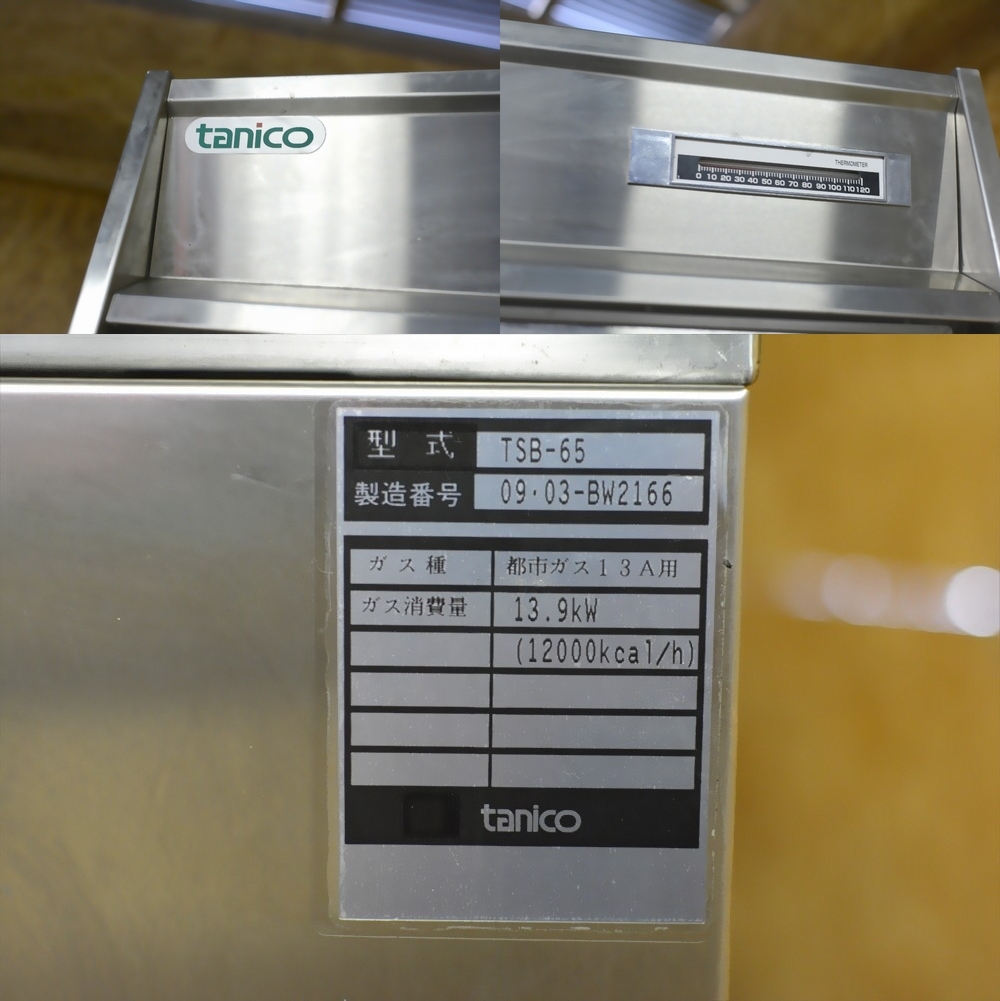 tanico
THERMOMETER
0 10 20 30 40 50 60 70 80 90 100 110 120
型式 TSB-65
製造番号 09・03-BW2166
ガス種 都市ガス13A用
ガス消費量 13.9kW
(12000kcal/h)
tanico